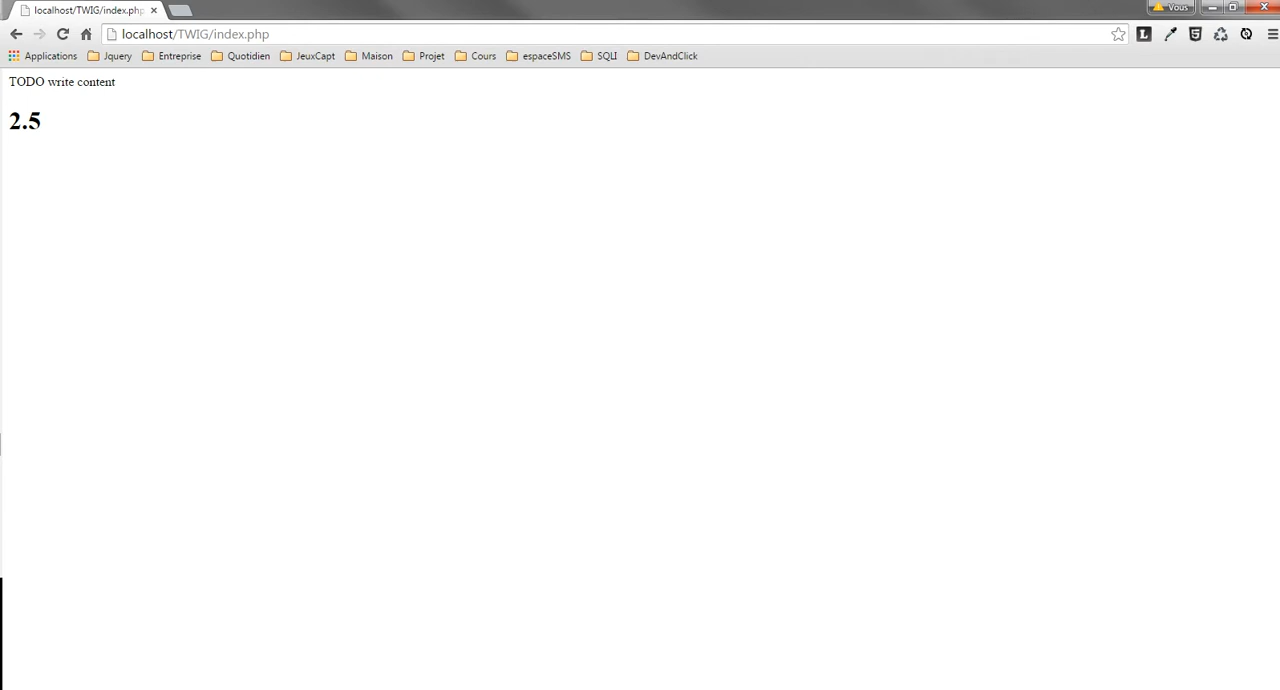 localhost/TWIG/index.php
Vous
localhost/TWIG/index.php
Applications Jquery Entreprise Quotidien JeuxCapt Maison Projet Cours espaceSMS SQLI DevAndClick
TODO write content
2.5